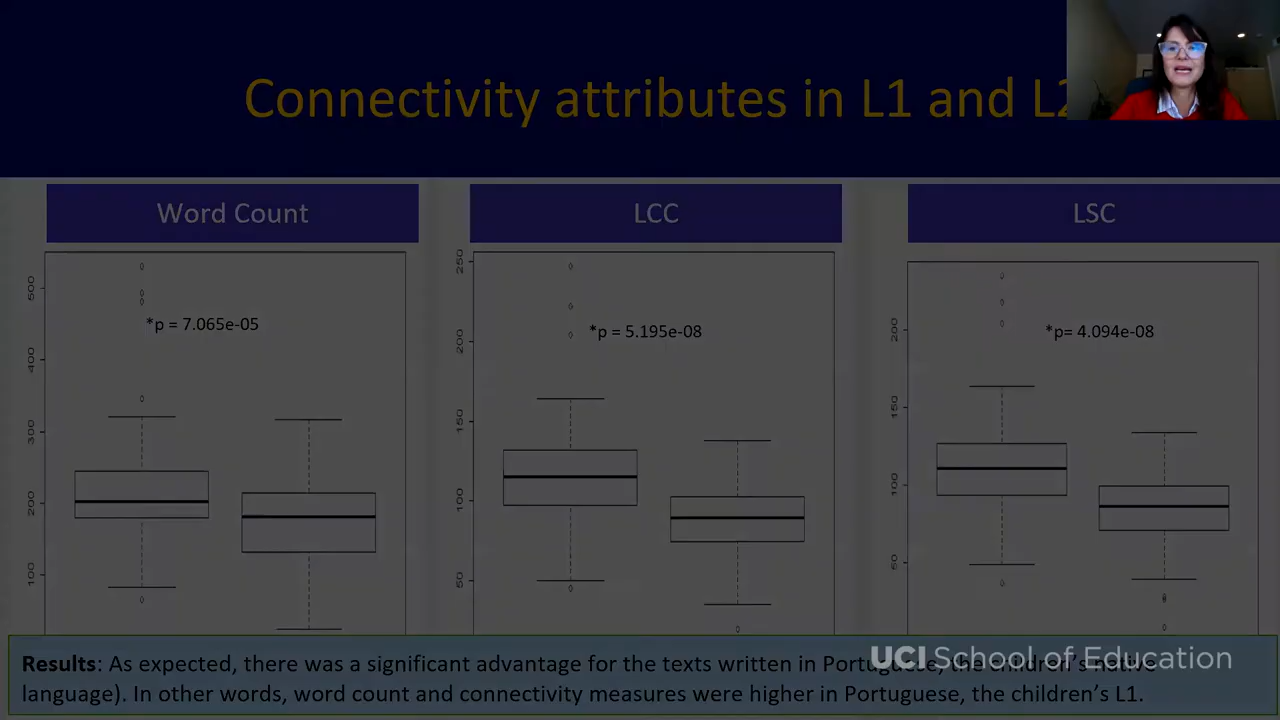 Connectivity attributes in L1 and L2
Word Count
LCC
LSC
500
400
300
200
100
*p = 7.065e-05
250
200
150
100
50
*p = 5.195e-08
200
150
100
50
*p= 4.094e-08
Results: As expected, there was a significant advantage for the texts written in Portuguese, the children's native
language). In other words, word count and connectivity measures were higher in Portuguese, the children's L1.
UCI School of Education